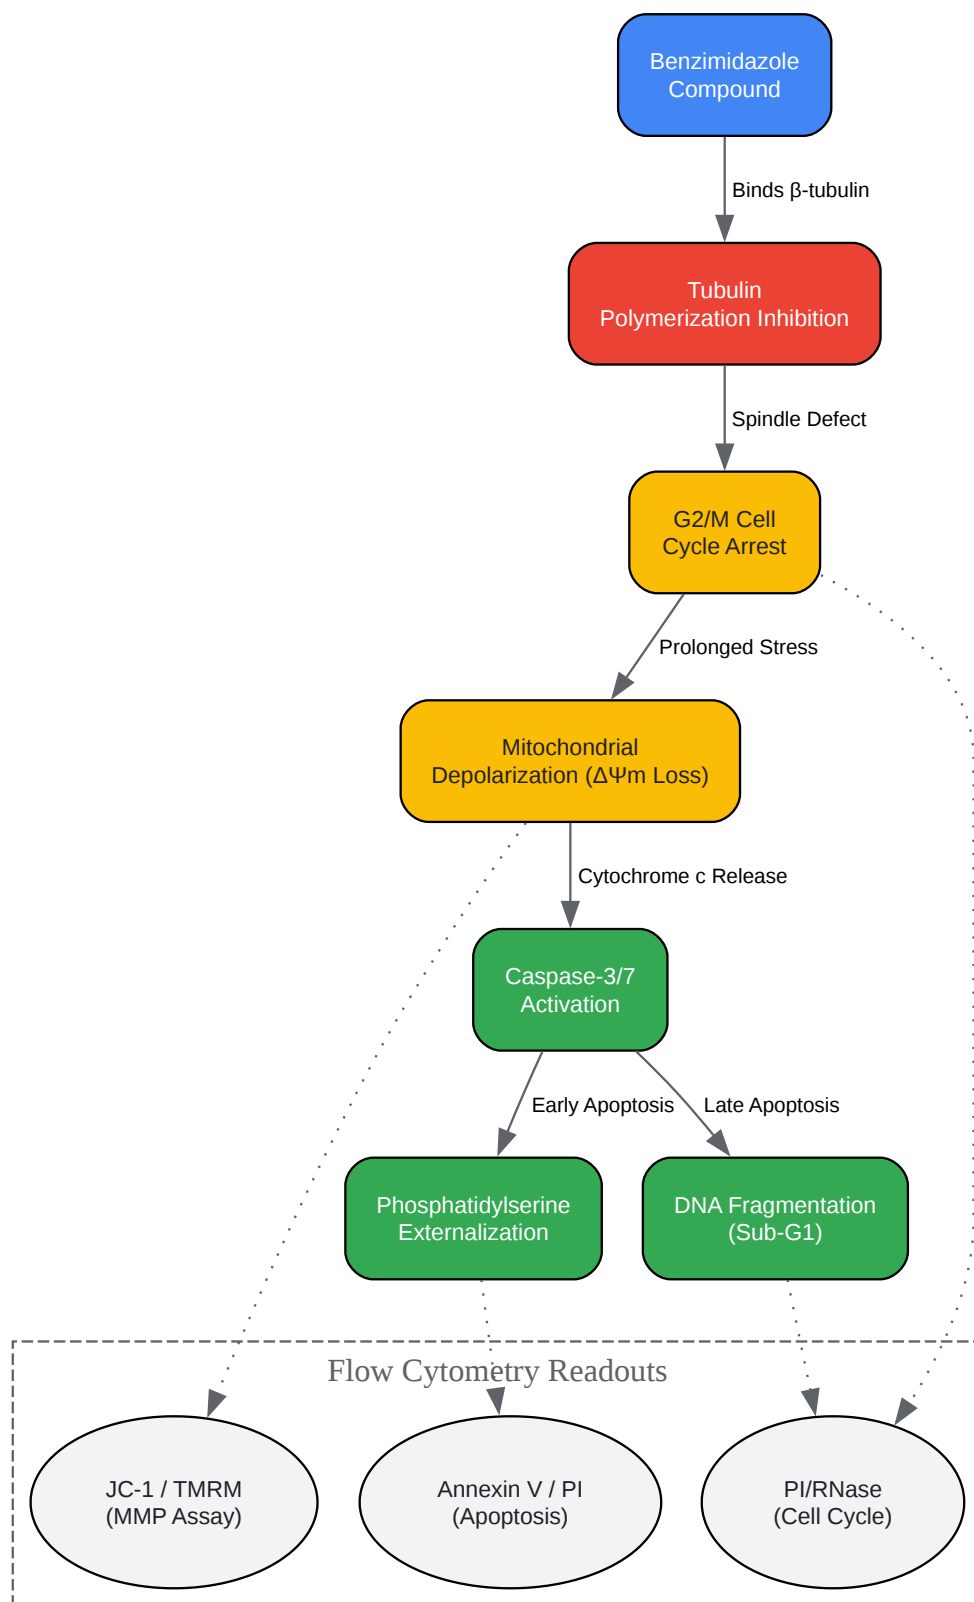 Benzimidazole
Compound
Binds β-tubulin
Tubulin
Polymerization Inhibition
Spindle Defect
G2/M Cell
Cycle Arrest
Prolonged Stress
Mitochondrial
Depolarization (ΔΨm Loss)
Cytochrome c Release
Caspase-3/7
Activation
Early Apoptosis
Late Apoptosis
Phosphatidylserine
Externalization
DNA Fragmentation
(Sub-G1)
Flow Cytometry Readouts
JC-1 / TMRM
(MMP Assay)
Annexin V / PI
(Apoptosis)
PI/RNase
(Cell Cycle)